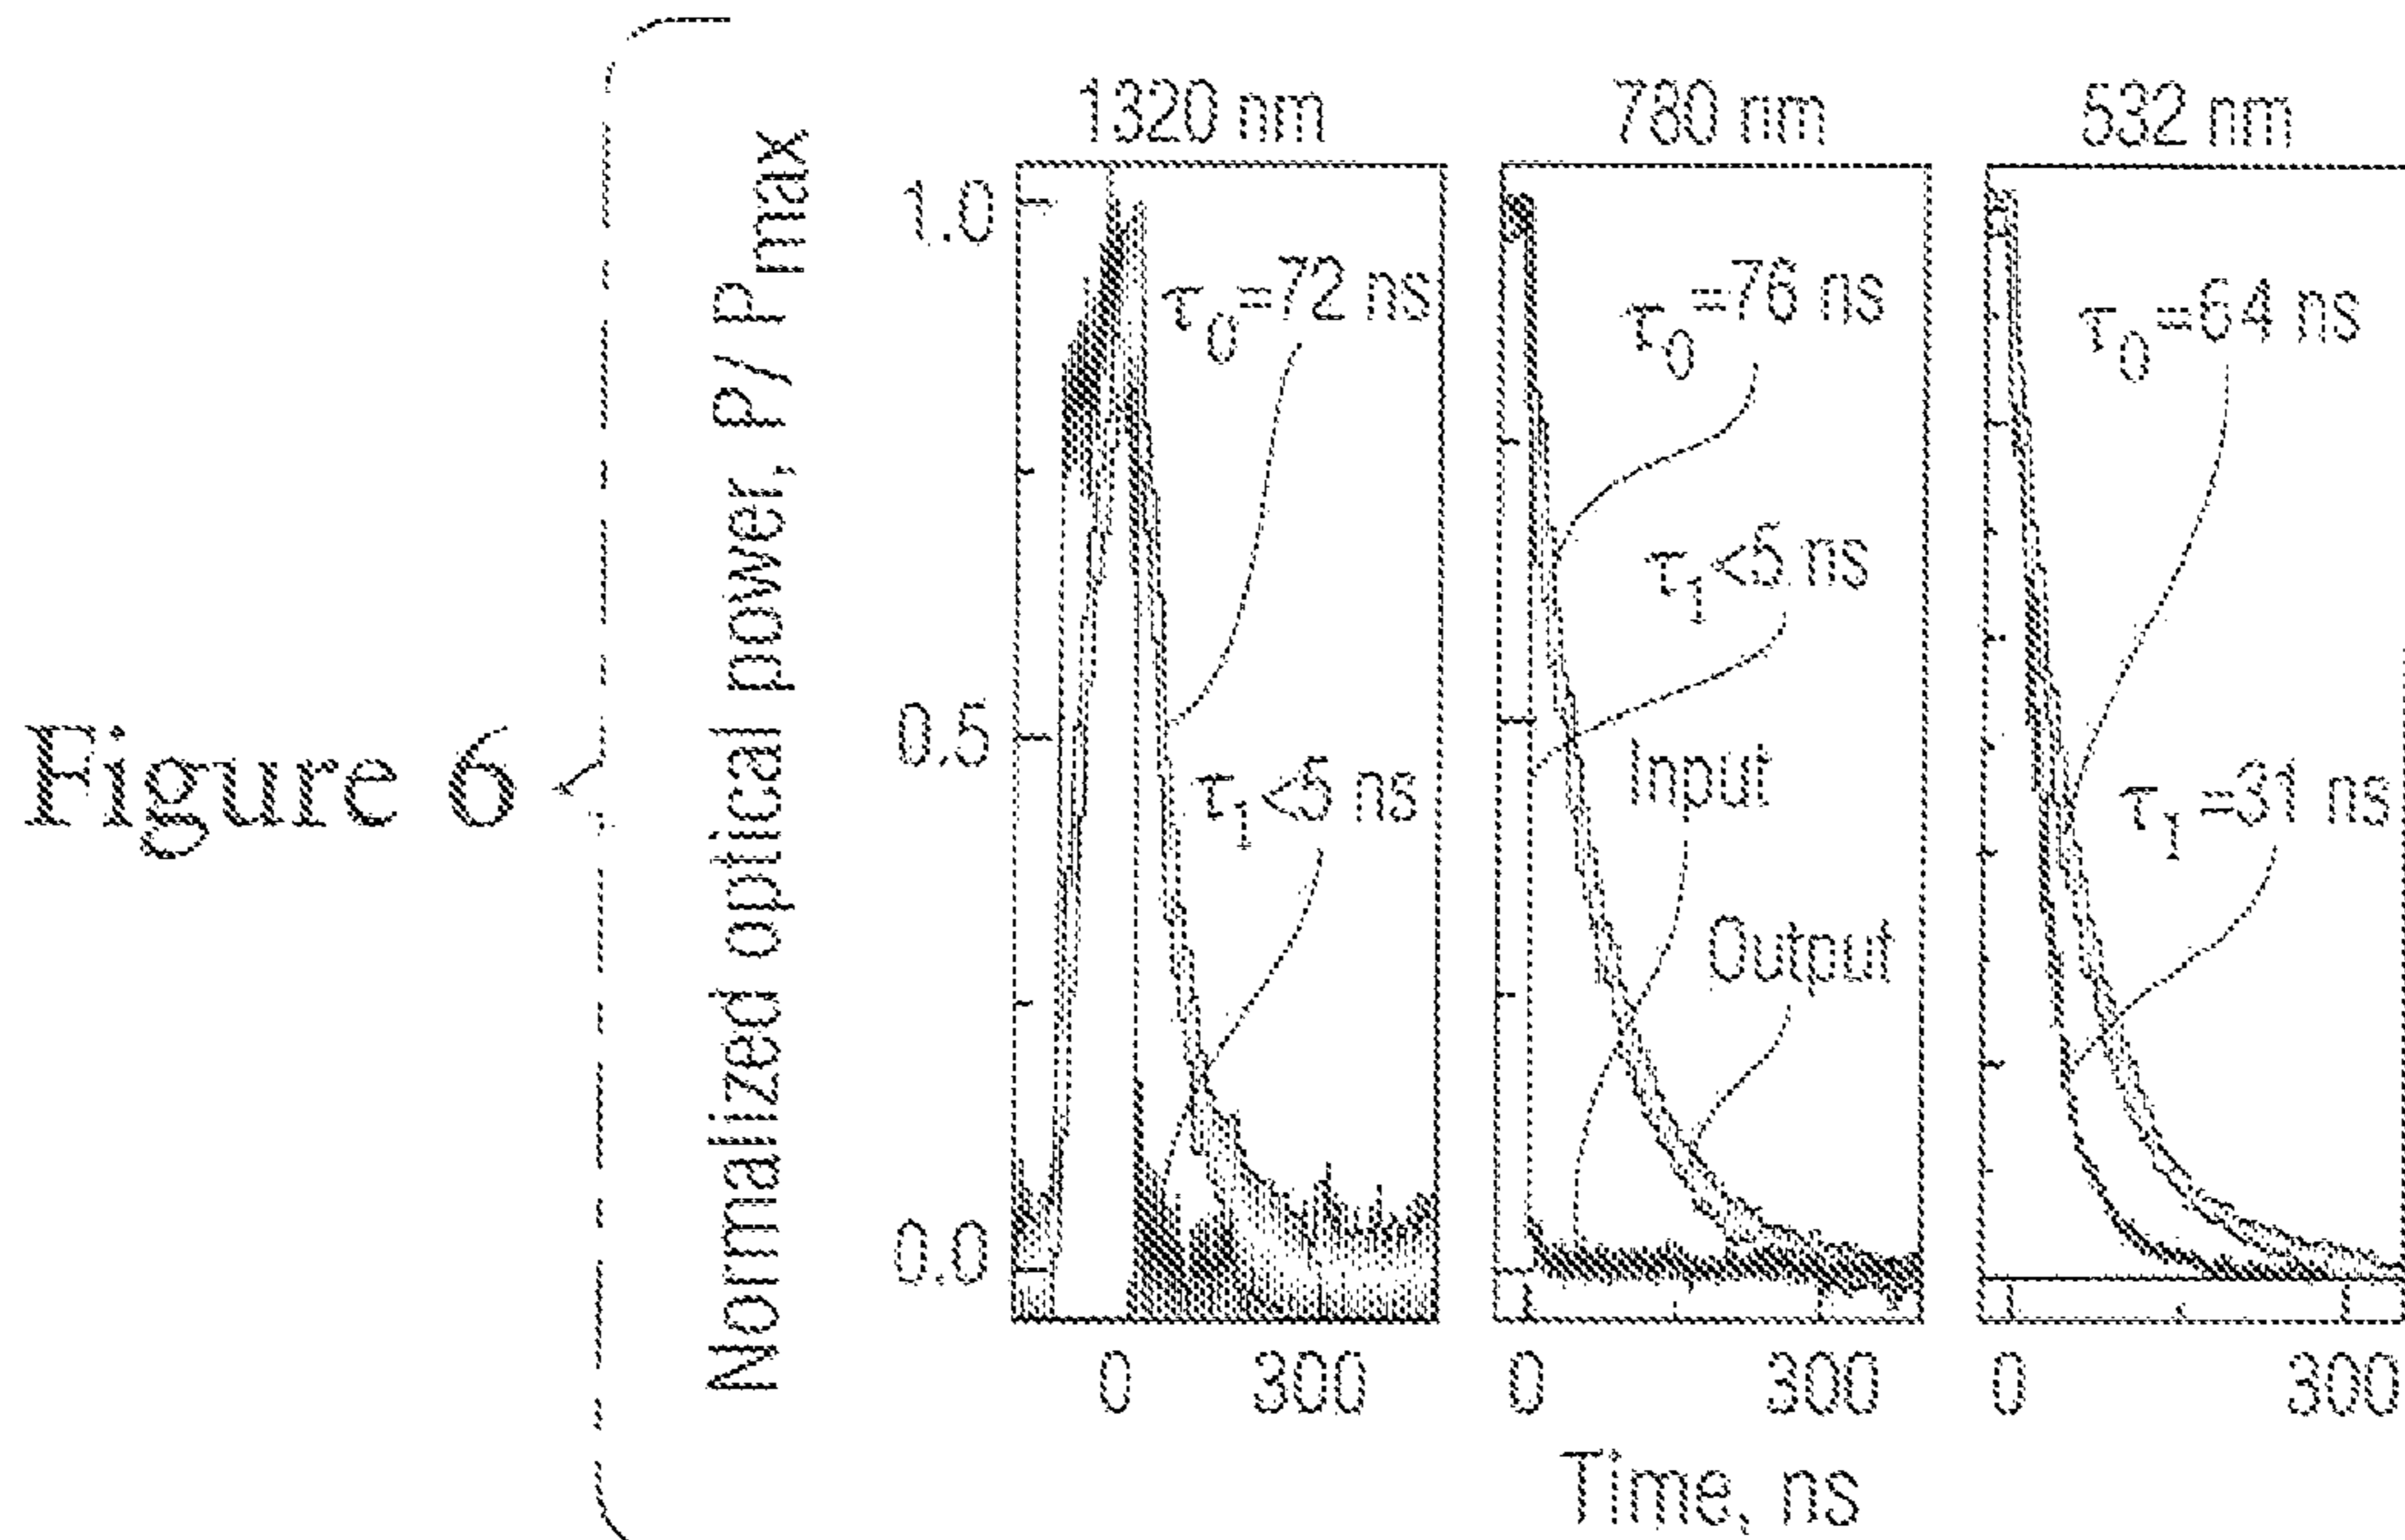 Figure 6
Normalized optical power, P/Pmax
1320 nm
780 nm
532 nm
1.0
0.5
0.0
τ0=72 ns
τ1<5 ns
τ0=76 ns
τ1<5 ns
Input
Output
τ0=64 ns
τ1=31 ns
0 300
0 300
0 300
Time, ns